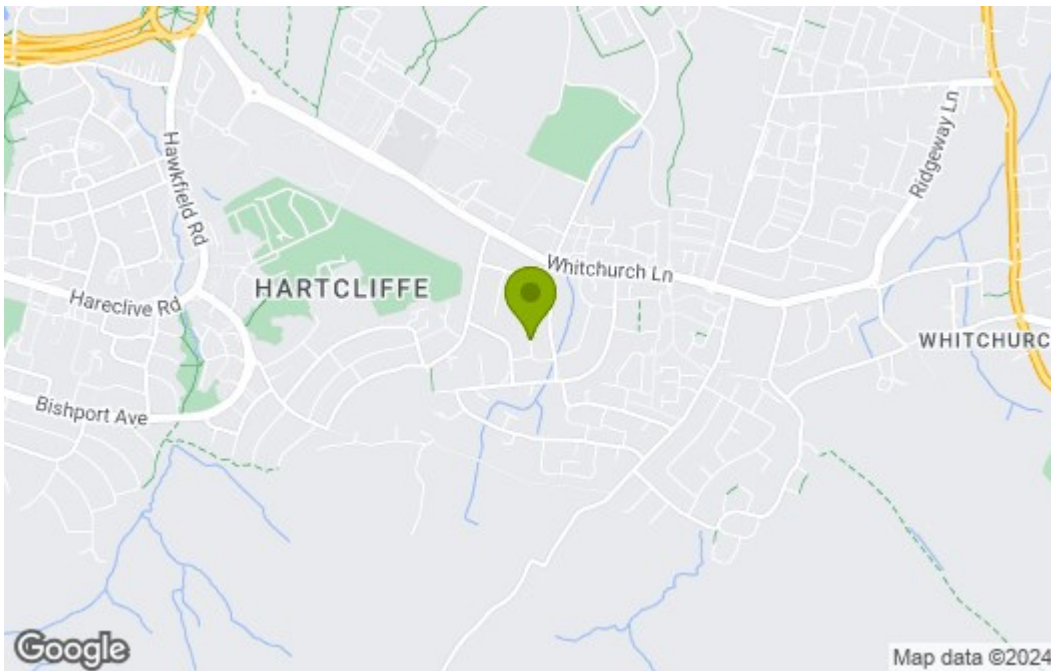 Ridgeway Ln
Hawkfield Rd
Whitchurch Ln
HARTCLIFFE
Hareclive Rd
WHITCHURC
Bishport Ave
Google
Map data ©2024